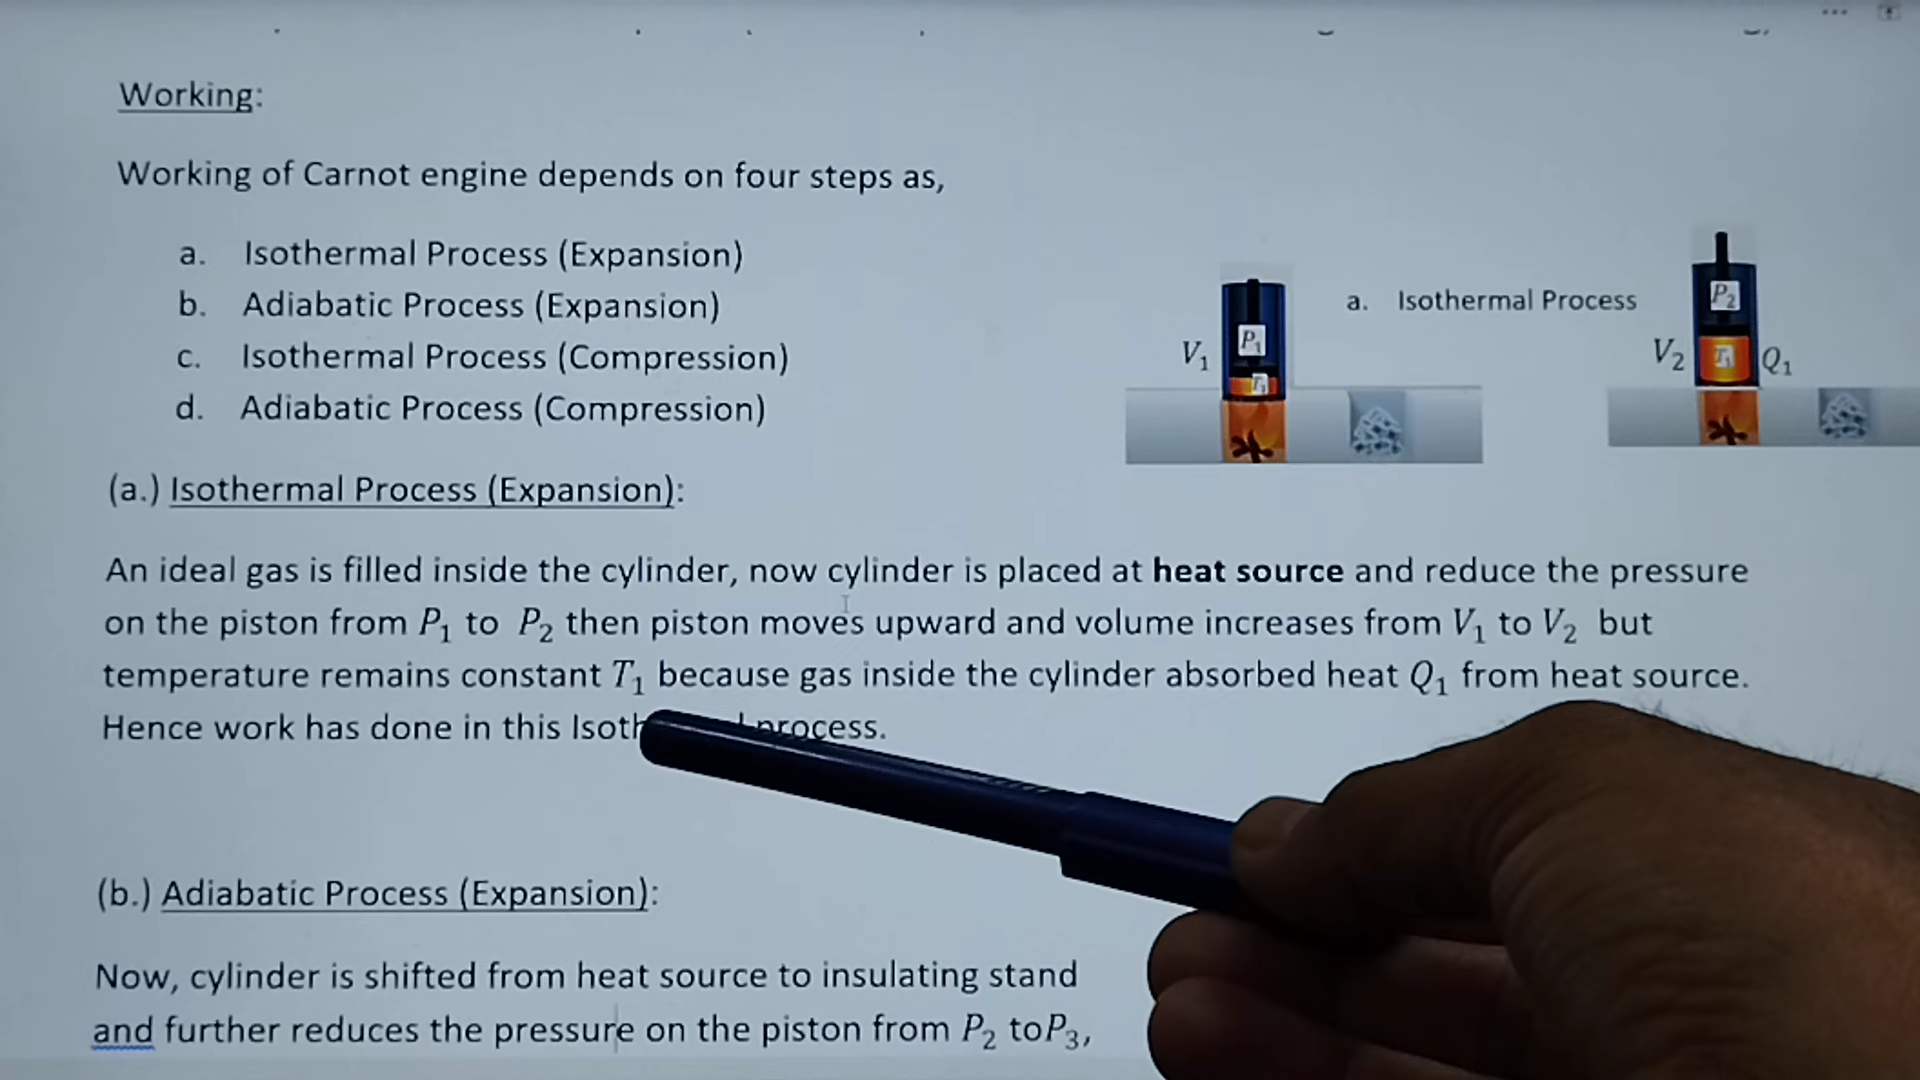 Working:
Working of Carnot engine depends on four steps as,
a. Isothermal Process (Expansion)
b. Adiabatic Process (Expansion)
c. Isothermal Process (Compression)
d. Adiabatic Process (Compression)
V₁ P₁ T₁
a. Isothermal Process
V₂ P₂ T₁ Q₁
(a.) Isothermal Process (Expansion):
An ideal gas is filled inside the cylinder, now cylinder is placed at heat source and reduce the pressure
on the piston from P₁ to P₂ then piston moves upward and volume increases from V₁ to V₂ but
temperature remains constant T₁ because gas inside the cylinder absorbed heat Q₁ from heat source.
Hence work has done in this process.
(b.) Adiabatic Process (Expansion):
Now, cylinder is shifted from heat source to insulating stand
and further reduces the pressure on the piston from P₂ toP₃,